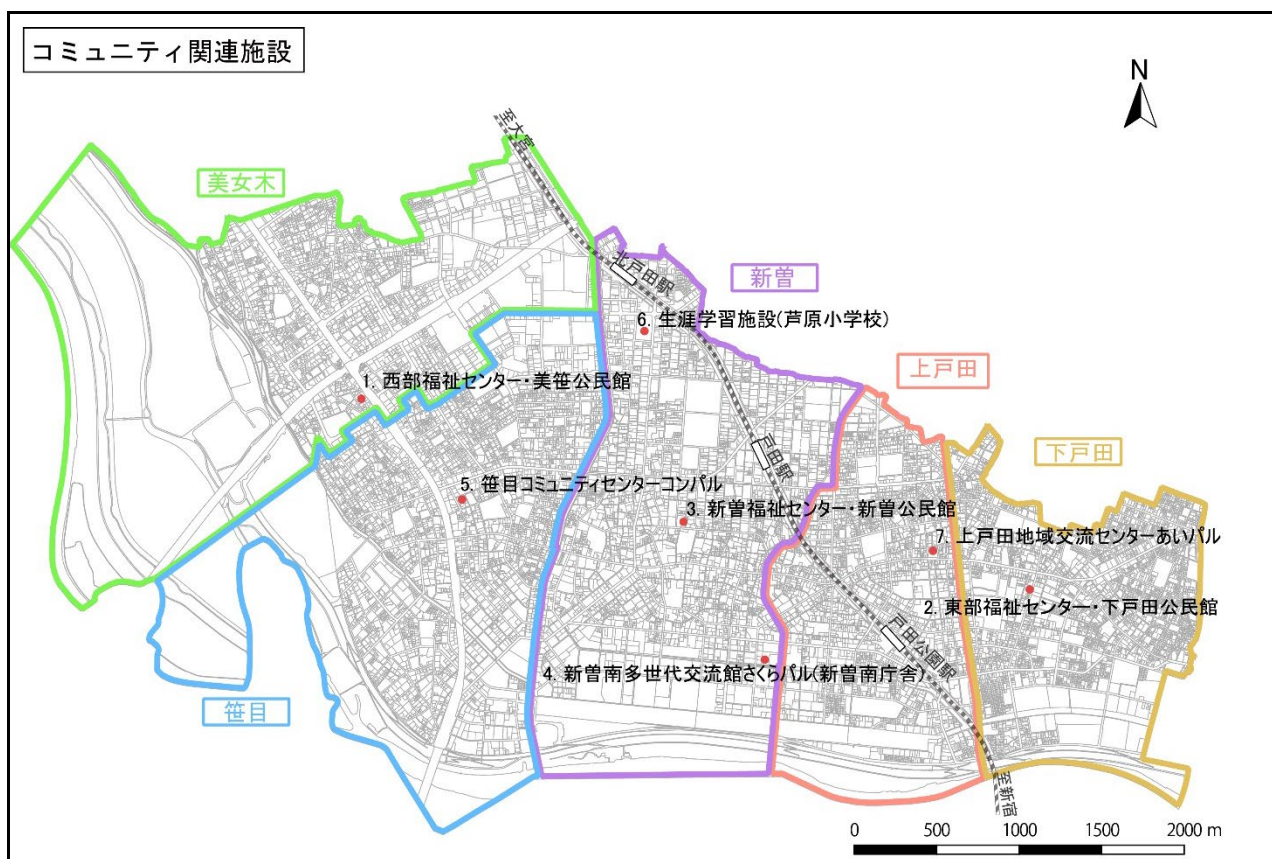 コミュニティ関連施設
N
至大宮
美女木
北戸田駅
新曽
6. 生涯学習施設(芦原小学校)
上戸田
1. 西部福祉センター・美笹公民館
戸田駅
下戸田
5. 笹目コミュニティセンターコンパル
3. 新曽福祉センター・新曽公民館
7. 上戸田地域交流センターあいパル
2. 東部福祉センター・下戸田公民館
戸田公園駅
4. 新曽南多世代交流館さくらパル(新曽南庁舎)
笹目
至新宿
0 500 1000 1500 2000 m